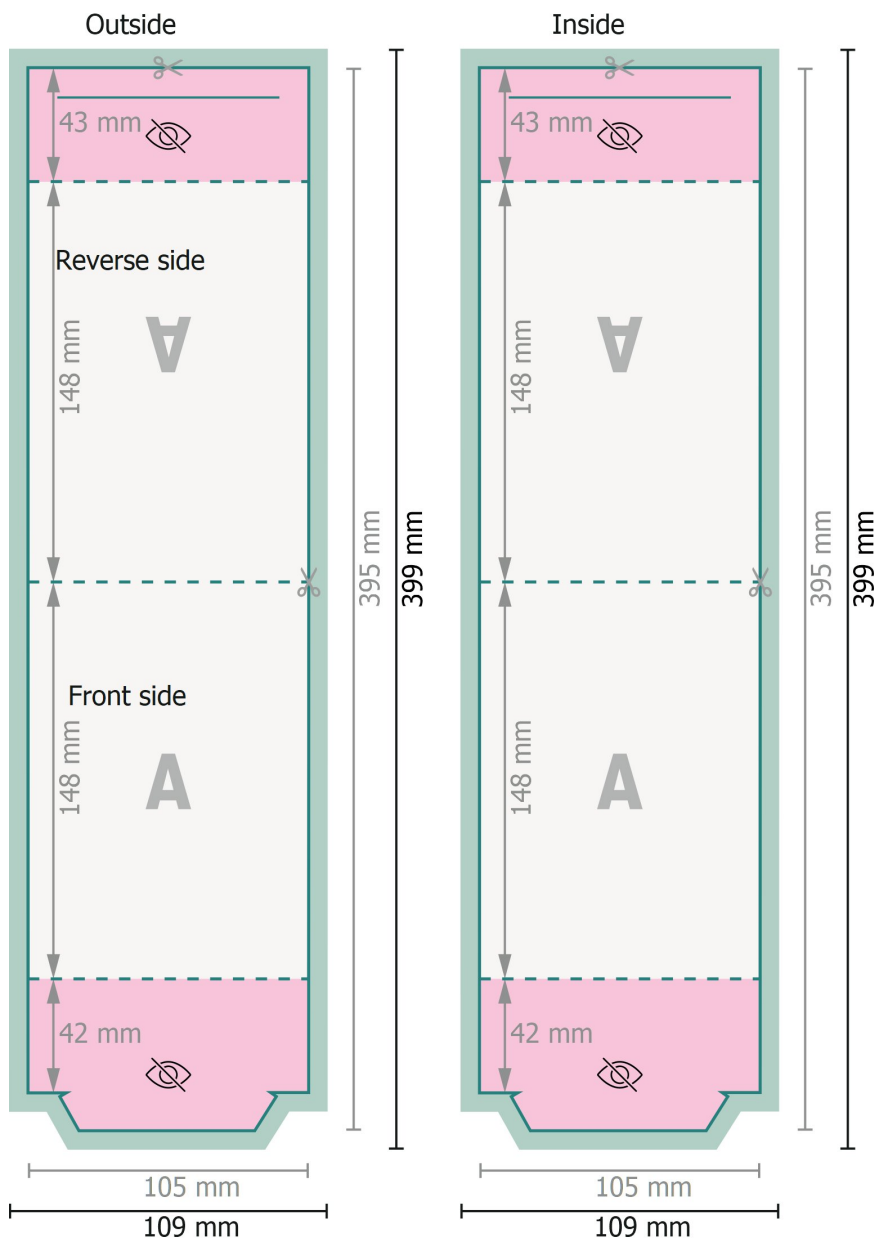 Outside
Inside
43 mm
43 mm
Reverse side
A
A
148 mm
148 mm
395 mm
399 mm
395 mm
399 mm
Front side
148 mm
A
148 mm
A
42 mm
42 mm
105 mm
105 mm
109 mm
109 mm